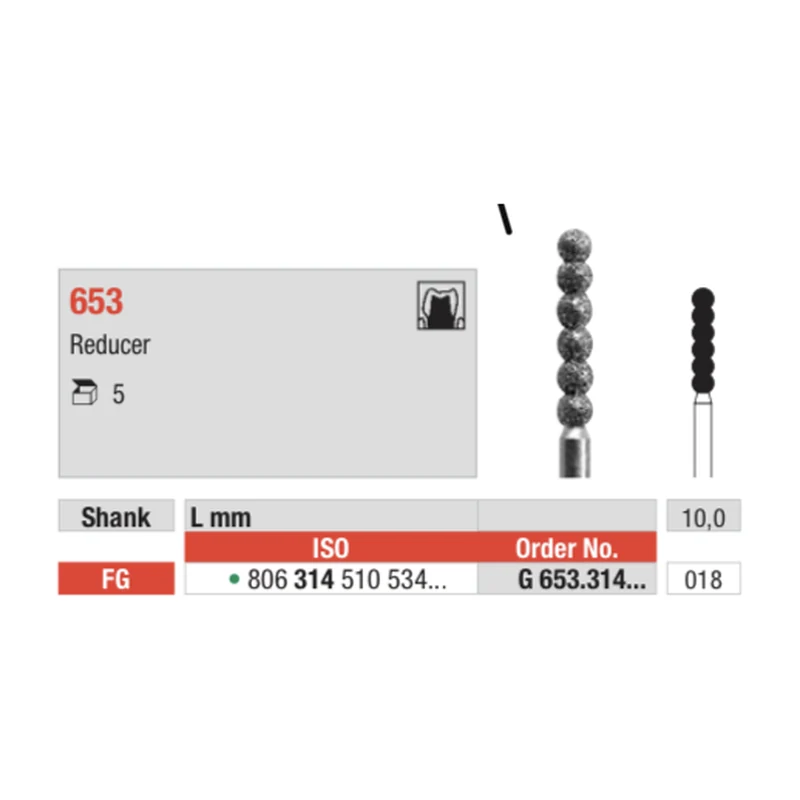 653
Reducer
5
Shank L mm 10,0
ISO Order No.
FG 806 314 510 534... G 653.314... 018